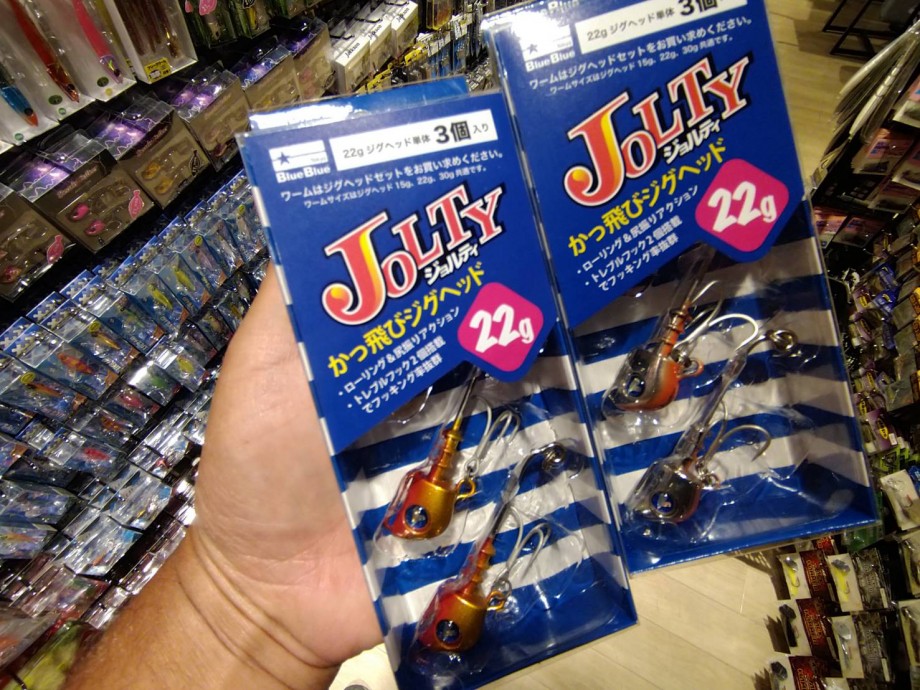 BlueBlue
22g ジグヘッド単体 3個入り
ワームはジグヘッドセットをお買い求めください。
ワームサイズはジグヘッド 15g、22g、30g 共通です。
JOLTY
ジョルティ
かっ飛びジグヘッド
22g
・ローリング&尻振りアクション
・トレブルフック2個搭載
でフッキング率抜群
BlueBlue
22g ジグヘッド単体 3個
ワームはジグヘッドセットをお買い求めください。
ワームサイズはジグヘッド 15g、22g、30g 共通です。
JOLTY
ジョルティ
かっ飛びジグヘッド
22g
・ローリング&尻振りアクション
・トレブルフック2個搭載
でフッキング率抜群